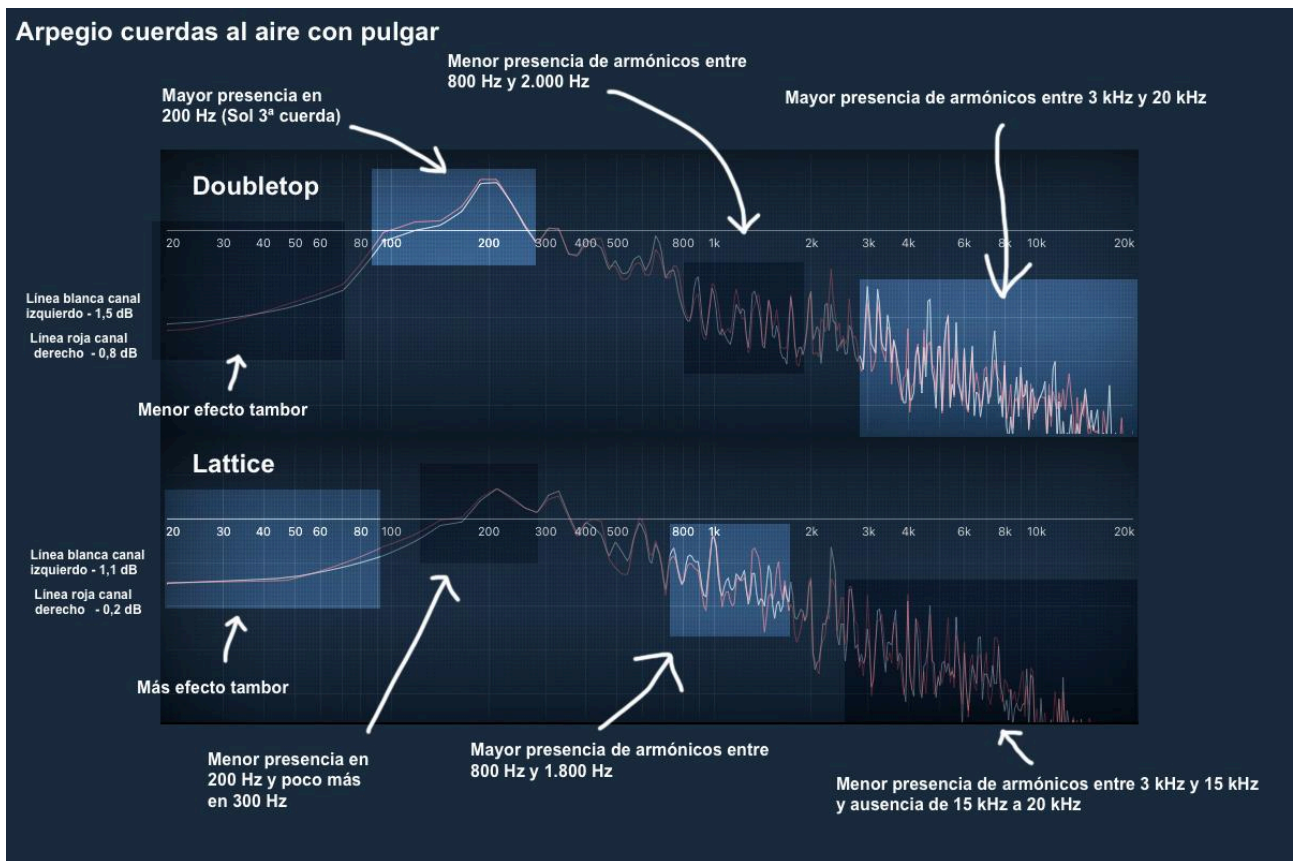 Arpegio cuerdas al aire con pulgar
Menor presencia de armónicos entre
800 Hz y 2.000 Hz
Mayor presencia en
200 Hz (Sol 3ª cuerda)
Mayor presencia de armónicos entre 3 kHz y 20 kHz
Doubletop
20 30 40 50 60 80 100 200 300 400 500 800 1k 2k 3k 4k 6k 8k 10k 20k
Línea blanca canal
izquierdo - 1,5 dB
Línea roja canal
derecho - 0,8 dB
Menor efecto tambor
Lattice
20 30 40 50 60 80 100 200 300 400 500 800 1k 2k 3k 4k 6k 8k 10k 20k
Línea blanca canal
izquierdo - 1,1 dB
Línea roja canal
derecho - 0,2 dB
Más efecto tambor
Menor presencia en
200 Hz y poco más
en 300 Hz
Mayor presencia de armónicos entre
800 Hz y 1.800 Hz
Menor presencia de armónicos entre 3 kHz y 15 kHz
y ausencia de 15 kHz a 20 kHz